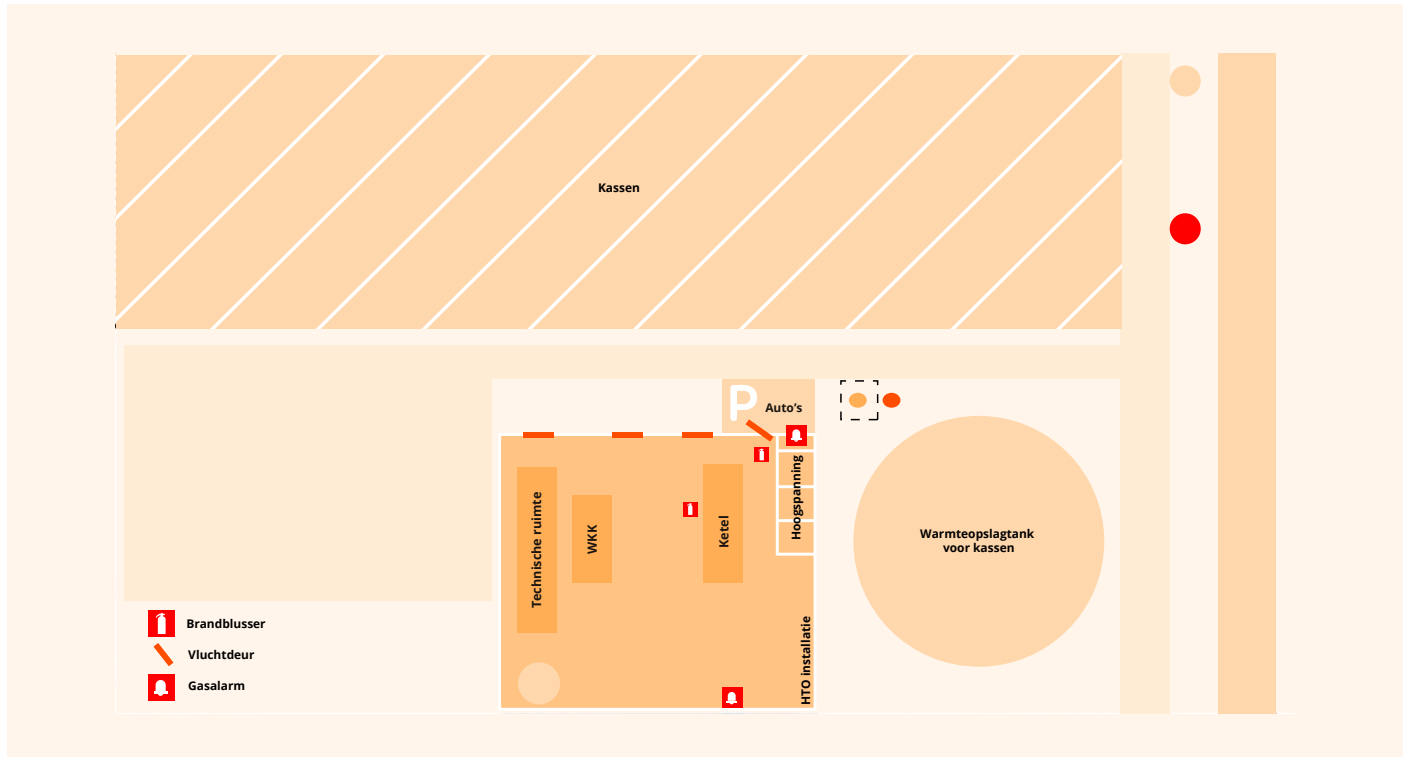 Kassen
P
Auto's
Hoogspanning
Technische ruimte
WKK
Ketel
HTO installatie
Warmteopslagtank
voor kassen
Brandblusser
Vluchtdeur
Gasalarm